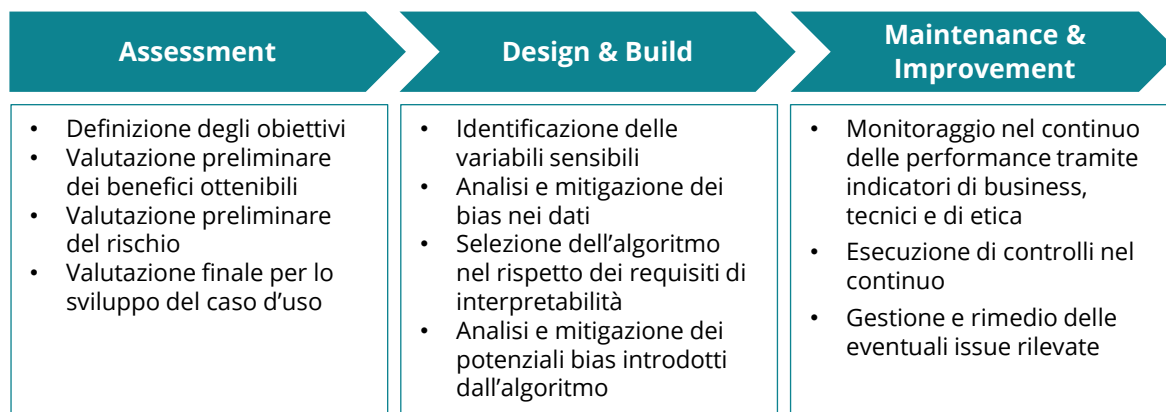 Assessment
• Definizione degli obiettivi
• Valutazione preliminare
dei benefici ottenibili
• Valutazione preliminare
del rischio
• Valutazione finale per lo
sviluppo del caso d’uso
Design & Build
• Identificazione delle
variabili sensibili
• Analisi e mitigazione dei
bias nei dati
• Selezione dell’algoritmo
nel rispetto dei requisiti di
interpretabilità
• Analisi e mitigazione dei
potenziali bias introdotti
dall’algoritmo
Maintenance &
Improvement
• Monitoraggio nel continuo
delle performance tramite
indicatori di business,
tecnici e di etica
• Esecuzione di controlli nel
continuo
• Gestione e rimedio delle
eventuali issue rilevate